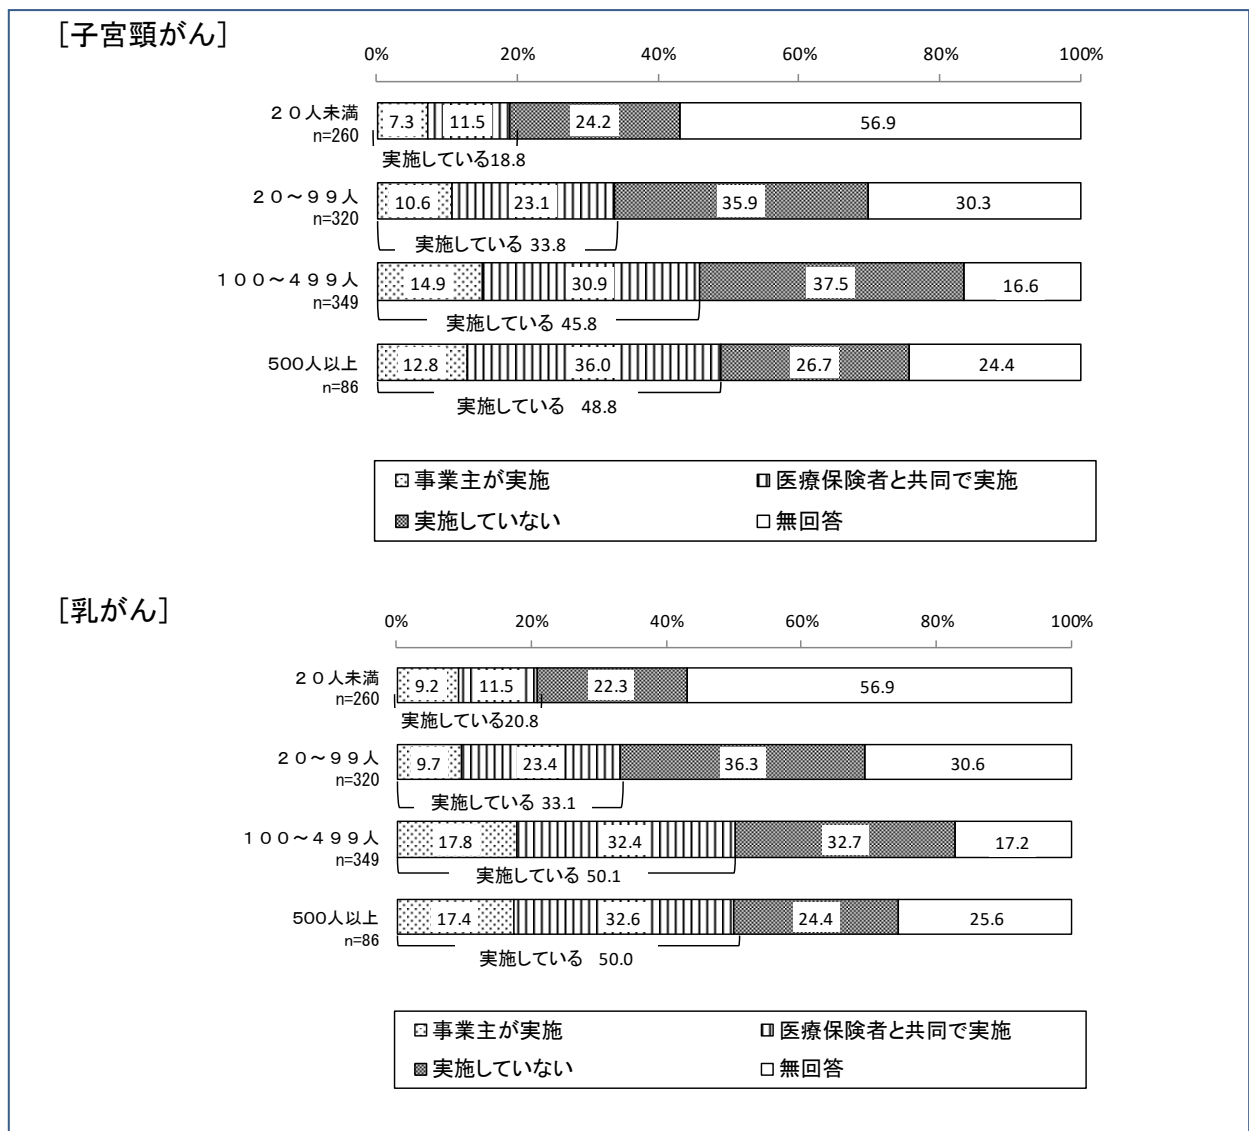 [子宮頸がん]
0% 20% 40% 60% 80% 100%
２０人未満 7.3 11.5 24.2 56.9
n=260
実施している18.8
２０～９９人 10.6 23.1 35.9 30.3
n=320
実施している 33.8
１００～４９９人 14.9 30.9 37.5 16.6
n=349
実施している 45.8
500人以上 12.8 36.0 26.7 24.4
n=86
実施している 48.8
事業主が実施 医療保険者と共同で実施
実施していない 無回答
[乳がん]
0% 20% 40% 60% 80% 100%
２０人未満 9.2 11.5 22.3 56.9
n=260
実施している20.8
２０～９９人 9.7 23.4 36.3 30.6
n=320
実施している 33.1
１００～４９９人 17.8 32.4 32.7 17.2
n=349
実施している 50.1
500人以上 17.4 32.6 24.4 25.6
n=86
実施している 50.0
事業主が実施 医療保険者と共同で実施
実施していない 無回答